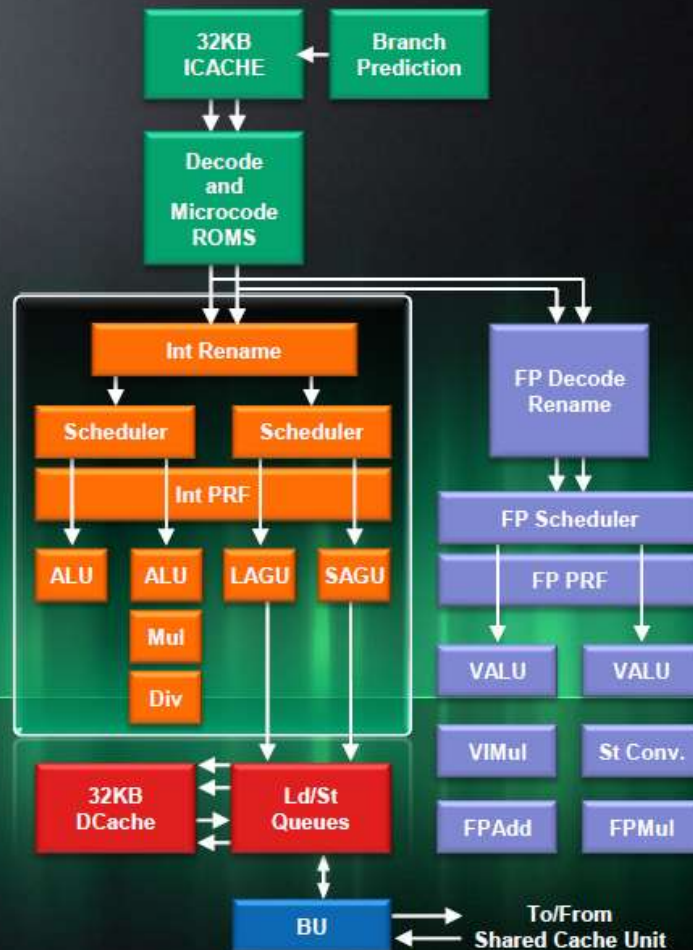 32KB
ICACHE
Branch
Prediction
Decode
and
Microcode
ROMS
Int Rename
FP Decode
Rename
Scheduler
Scheduler
Int PRF
FP Scheduler
ALU
ALU
LAGU
SAGU
FP PRF
Mul
Div
VALU
VALU
VIMul
St Conv.
FPAdd
FPMul
32KB
DCache
Ld/St
Queues
BU
To/From
Shared Cache Unit